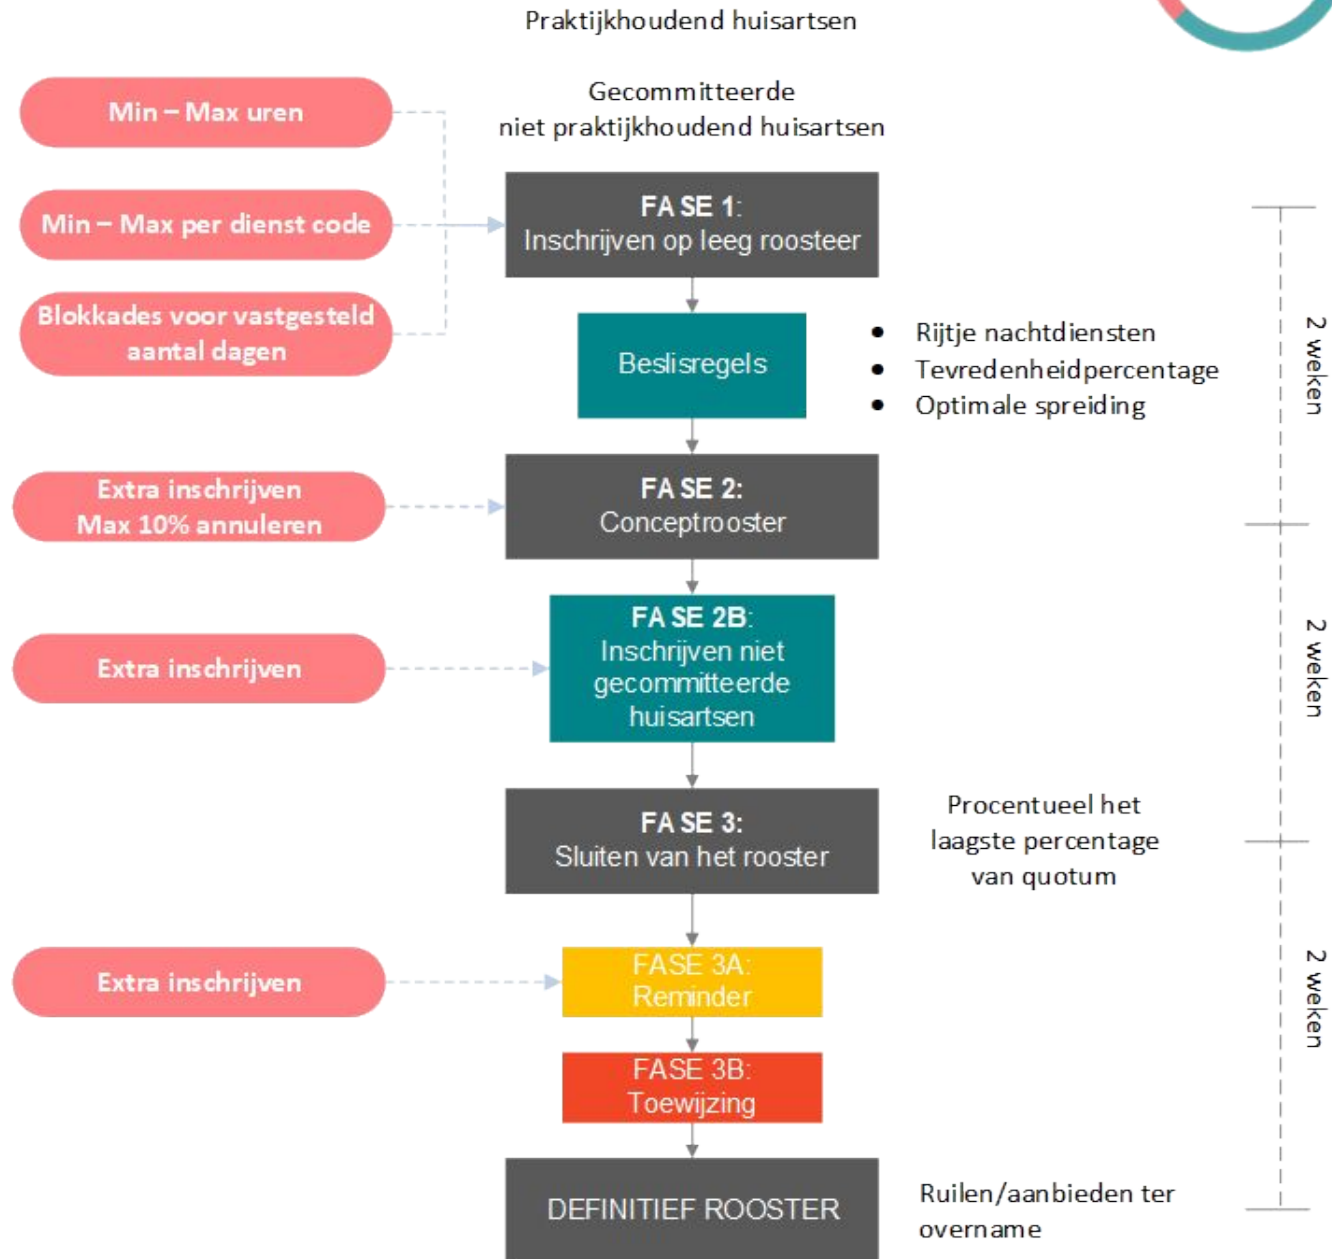 Praktijkhoudend huisartsen
Gecommitteerde
niet praktijkhoudend huisartsen
Min – Max uren
Min – Max per dienst code
Blokkades voor vastgesteld
aantal dagen
FASE 1:
Inschrijven op leeg roosteer
Beslisregels
• Rijtje nachtdiensten
• Tevredenheidpercentage
• Optimale spreiding
2 weken
Extra inschrijven
Max 10% annuleren
FASE 2:
Conceptrooster
Extra inschrijven
FASE 2B:
Inschrijven niet
gecommitteerde
huisartsen
2 weken
FASE 3:
Sluiten van het rooster
Procentueel het
laagste percentage
van quotum
Extra inschrijven
FASE 3A:
Reminder
2 weken
FASE 3B:
Toewijzing
DEFINITIEF ROOSTER
Ruilen/aanbieden ter
overname